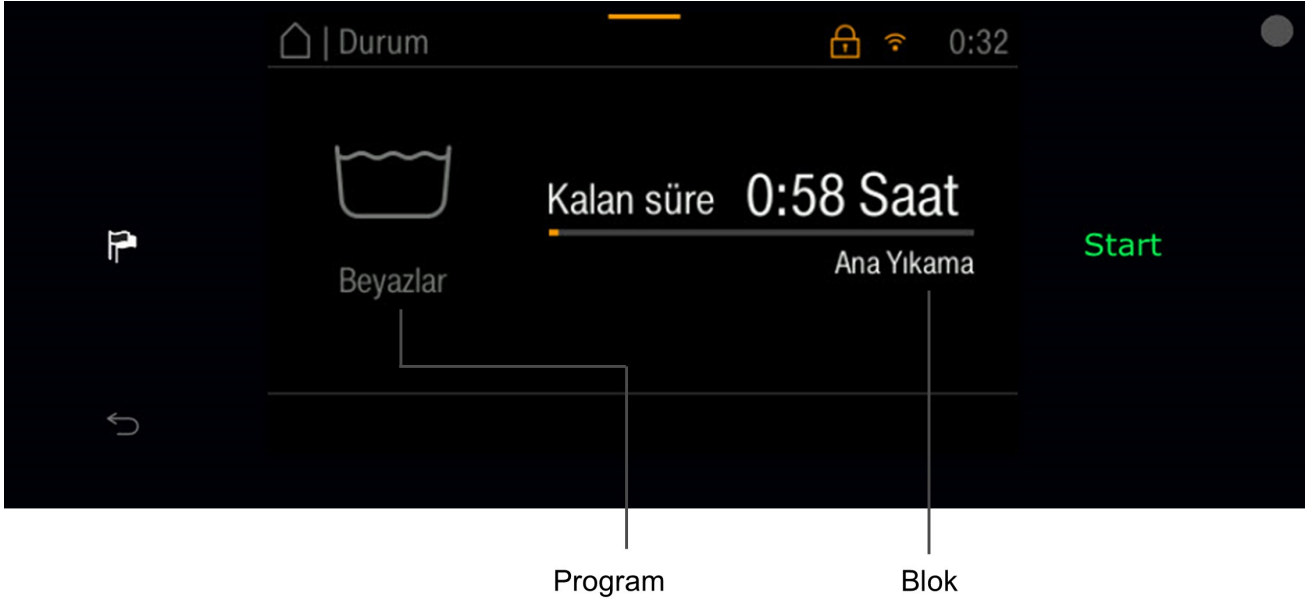 | Durum 0:32
Kalan süre 0:58 Saat
Ana Yıkama
Beyazlar
Start
Program Blok